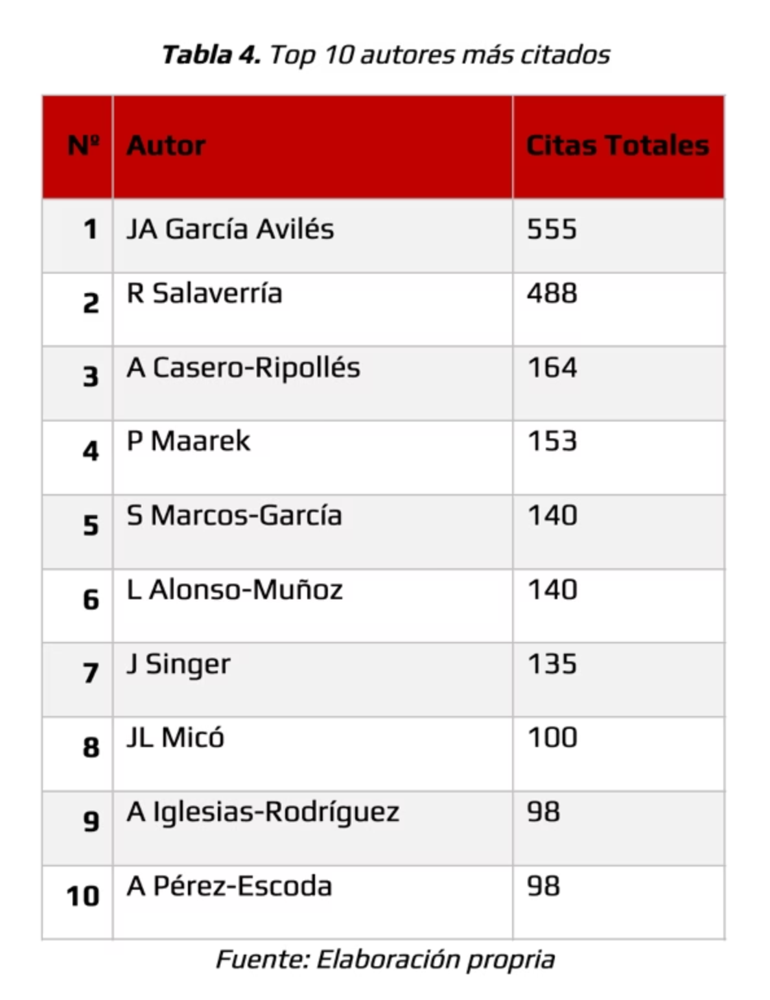 Tabla 4. Top 10 autores más citados
Nº Autor Citas Totales
1 JA García Avilés 555
2 R Salaverría 488
3 A Casero-Ripollés 164
4 P Maarek 153
5 S Marcos-García 140
6 L Alonso-Muñoz 140
7 J Singer 135
8 JL Micó 100
9 A Iglesias-Rodríguez 98
10 A Pérez-Escoda 98
Fuente: Elaboración propria